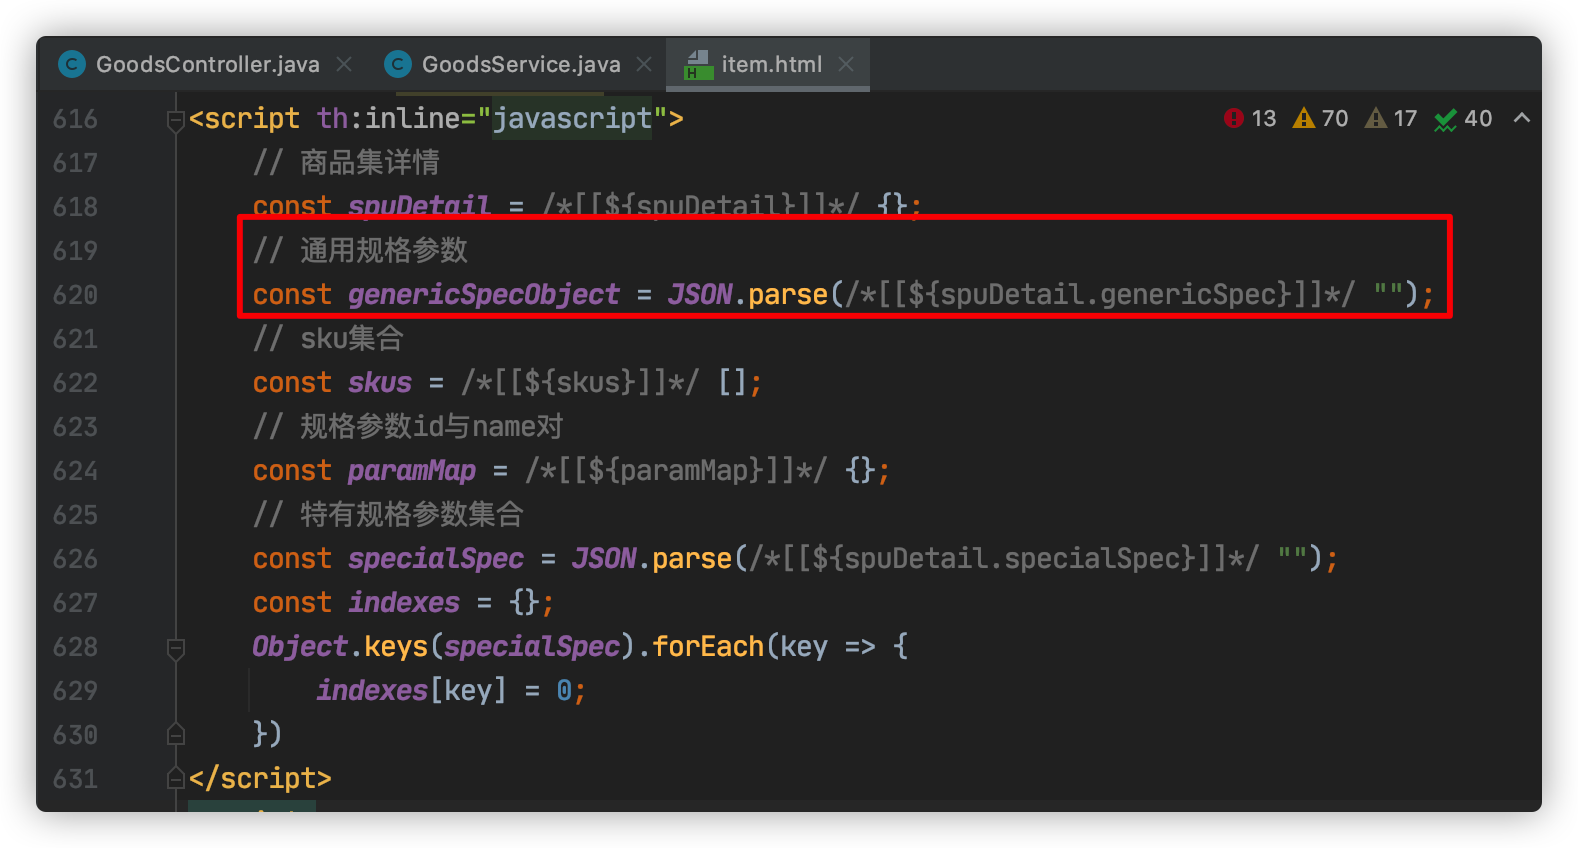 GoodsController.java GoodsService.java item.html
616 <script th:inline="javascript"> 13 70 17 40
617 // 商品集详情
618 const spuDetail = /*[[${spuDetail}]]*/ {};
619 // 通用规格参数
620 const genericSpecObject = JSON.parse(/*[[${spuDetail.genericSpec}]]*/ "");
621 // sku集合
622 const skus = /*[[${skus}]]*/ [];
623 // 规格参数id与name对
624 const paramMap = /*[[${paramMap}]]*/ {};
625 // 特有规格参数集合
626 const specialSpec = JSON.parse(/*[[${spuDetail.specialSpec}]]*/ "");
627 const indexes = {};
628 Object.keys(specialSpec).forEach(key => {
629 indexes[key] = 0;
630 })
631 </script>